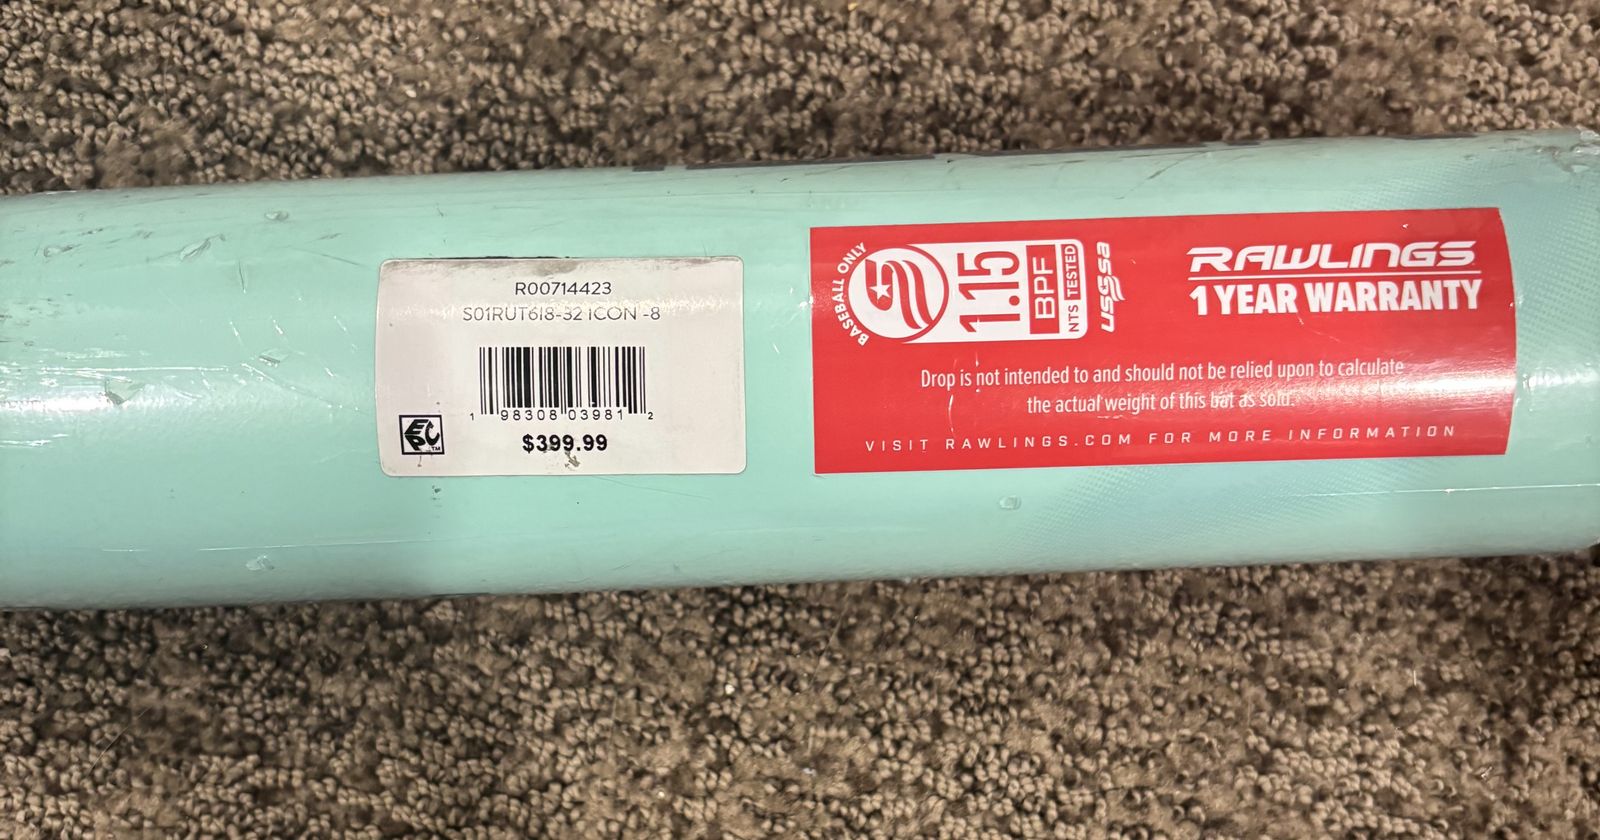 R00714423
S01RUT6I8-32 ICON -8
1 98308 03981 2
EPC™
$399.99
BASEBALL ONLY
1.15
BPF
NTS TESTED
USSSA
RAWLINGS
1 YEAR WARRANTY
Drop is not intended to and should not be relied upon to calculate
the actual weight of this bat as sold.
VISIT RAWLINGS.COM FOR MORE INFORMATION